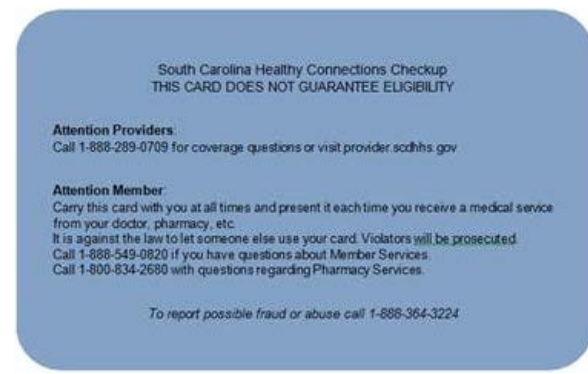 South Carolina Healthy Connections Checkup
THIS CARD DOES NOT GUARANTEE ELIGIBILITY
Attention Providers:
Call 1-888-289-0709 for coverage questions or visit provider.scdhhs.gov
Attention Member:
Carry this card with you at all times and present it each time you receive a medical service
from your doctor, pharmacy, etc.
It is against the law to let someone else use your card. Violators will be prosecuted.
Call 1-888-549-0820 if you have questions about Member Services.
Call 1-800-834-2680 with questions regarding Pharmacy Services.
To report possible fraud or abuse call 1-888-364-3224